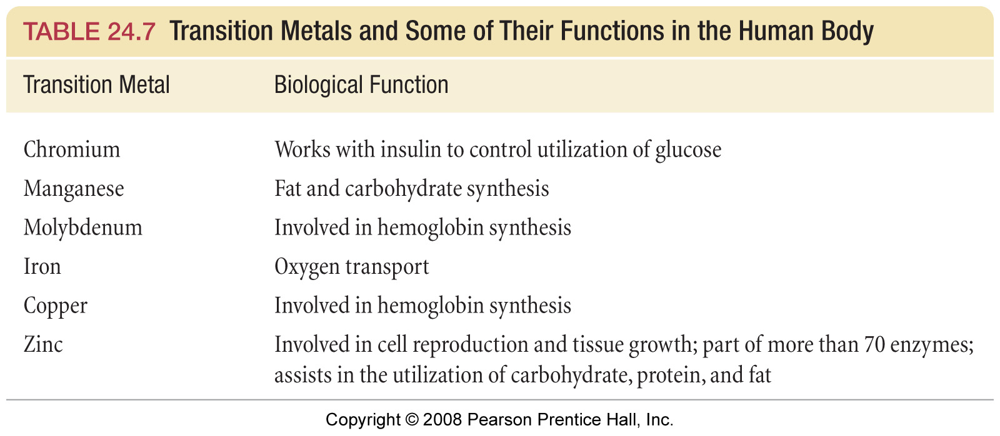 TABLE 24.7 Transition Metals and Some of Their Functions in the Human Body
Transition Metal Biological Function
Chromium Works with insulin to control utilization of glucose
Manganese Fat and carbohydrate synthesis
Molybdenum Involved in hemoglobin synthesis
Iron Oxygen transport
Copper Involved in hemoglobin synthesis
Zinc Involved in cell reproduction and tissue growth; part of more than 70 enzymes;
assists in the utilization of carbohydrate, protein, and fat
Copyright © 2008 Pearson Prentice Hall, Inc.